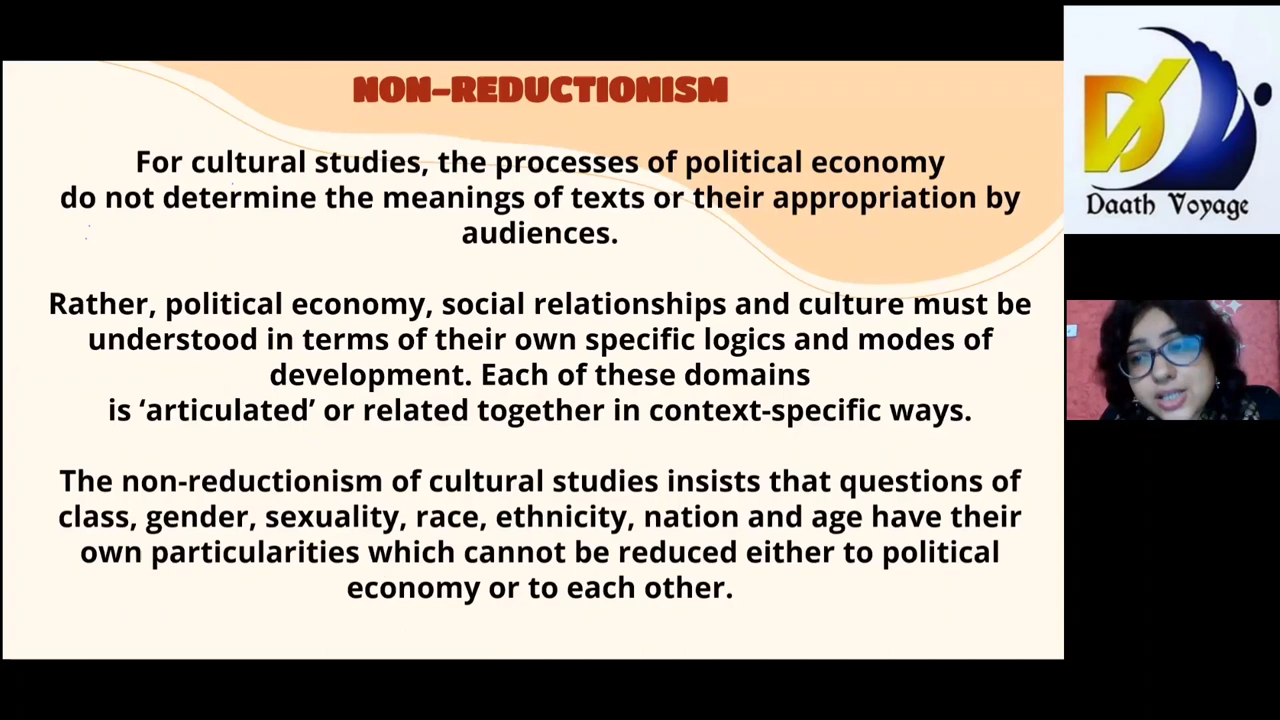 NON-REDUCTIONISM
For cultural studies, the processes of political economy
do not determine the meanings of texts or their appropriation by
audiences.
Rather, political economy, social relationships and culture must be
understood in terms of their own specific logics and modes of
development. Each of these domains
is ‘articulated’ or related together in context-specific ways.
The non-reductionism of cultural studies insists that questions of
class, gender, sexuality, race, ethnicity, nation and age have their
own particularities which cannot be reduced either to political
economy or to each other.
DV
Daath Voyage